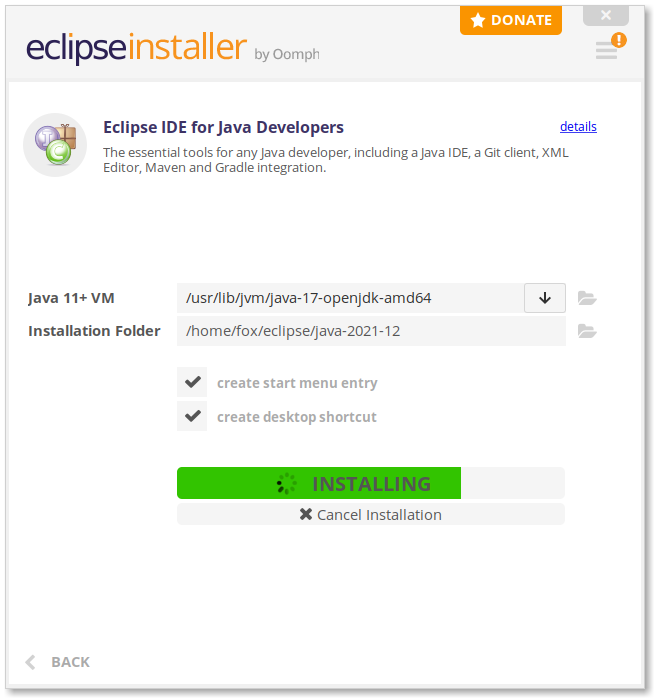 DONATE
eclipseinstaller by Oomph
Eclipse IDE for Java Developers
details
The essential tools for any Java developer, including a Java IDE, a Git client, XML
Editor, Maven and Gradle integration.
Java 11+ VM
/usr/lib/jvm/java-17-openjdk-amd64
Installation Folder
/home/fox/eclipse/java-2021-12
create start menu entry
create desktop shortcut
INSTALLING
Cancel Installation
BACK